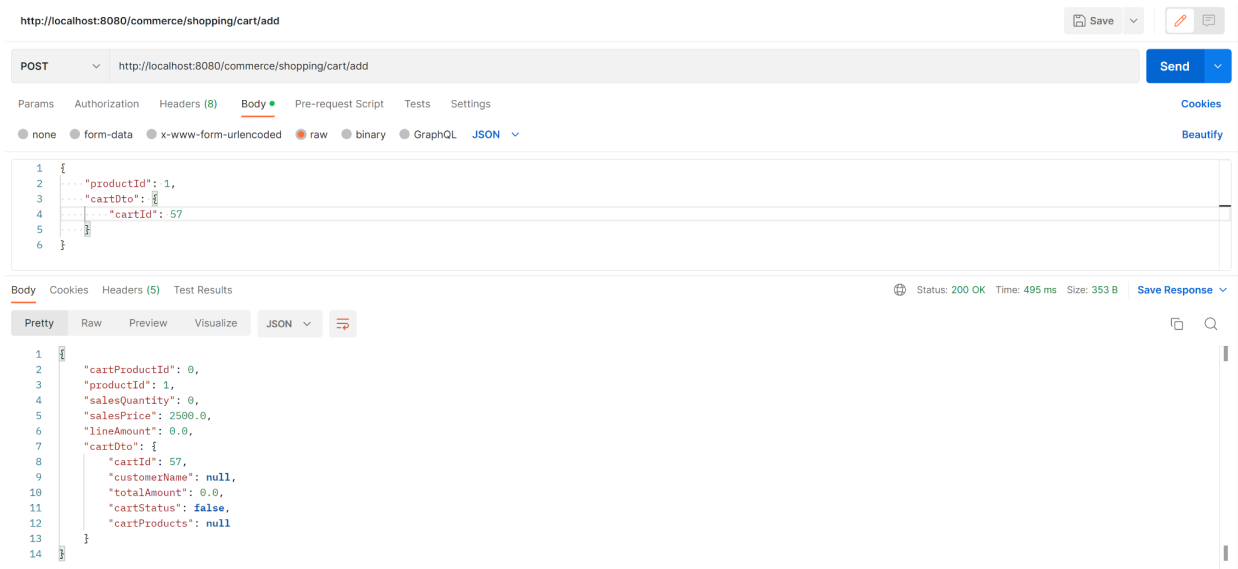 http://localhost:8080/commerce/shopping/cart/add Save
POST http://localhost:8080/commerce/shopping/cart/add Send
Params Authorization Headers (8) Body Pre-request Script Tests Settings Cookies
none form-data x-www-form-urlencoded raw binary GraphQL JSON Beautify
1 {
2 "productId": 1,
3 "cartDto": {
4 "cartId": 57
5 }
6 }
Body Cookies Headers (5) Test Results Status: 200 OK Time: 495 ms Size: 353 B Save Response
Pretty Raw Preview Visualize JSON
1 {
2 "cartProductId": 0,
3 "productId": 1,
4 "salesQuantity": 0,
5 "salesPrice": 2500.0,
6 "lineAmount": 0.0,
7 "cartDto": {
8 "cartId": 57,
9 "customerName": null,
10 "totalAmount": 0.0,
11 "cartStatus": false,
12 "cartProducts": null
13 }
14 }